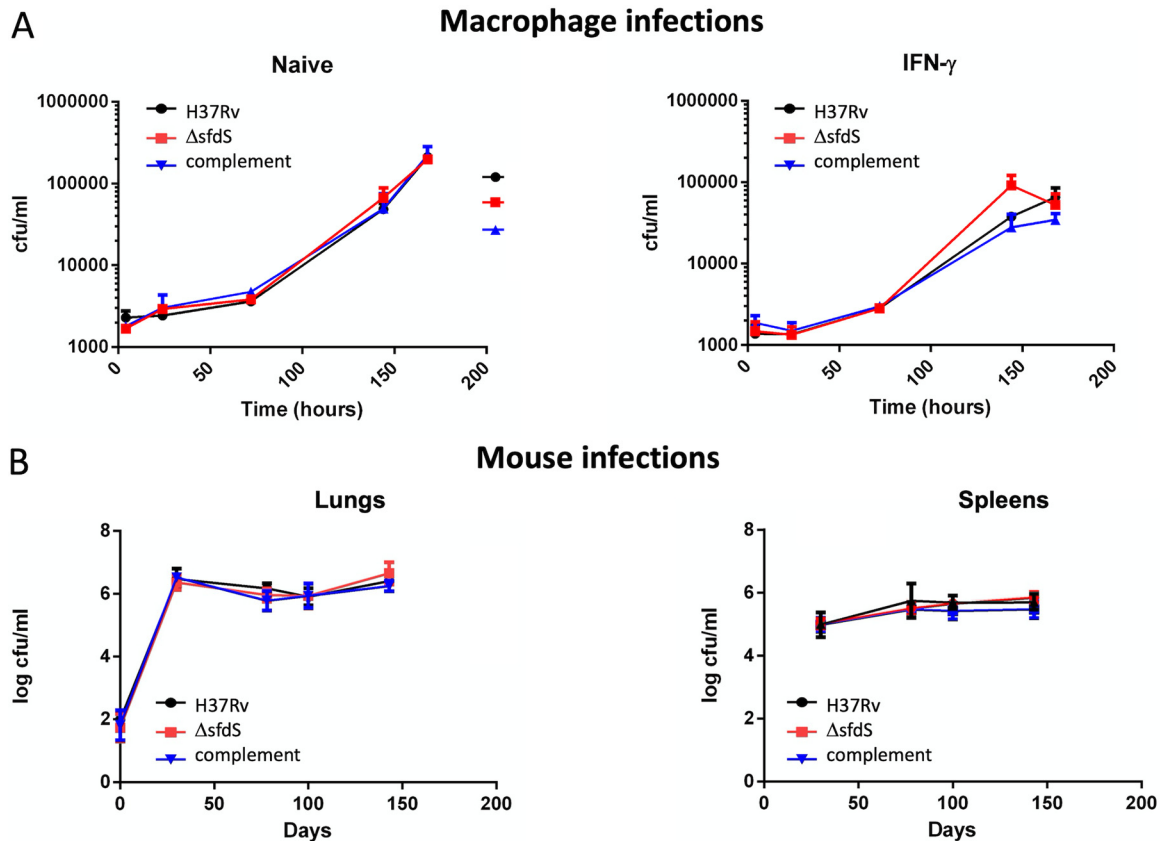 A
Macrophage infections
Naive
1000000
100000
10000
1000
cfu/ml
H37Rv
ΔsfdS
complement
0 50 100 150 200
Time (hours)
IFN-γ
1000000
100000
10000
1000
cfu/ml
H37Rv
ΔsfdS
complement
0 50 100 150 200
Time (hours)
B
Mouse infections
Lungs
8
6
4
2
0
log cfu/ml
H37Rv
ΔsfdS
complement
0 50 100 150 200
Days
Spleens
8
6
4
2
0
log cfu/ml
H37Rv
ΔsfdS
complement
0 50 100 150 200
Days